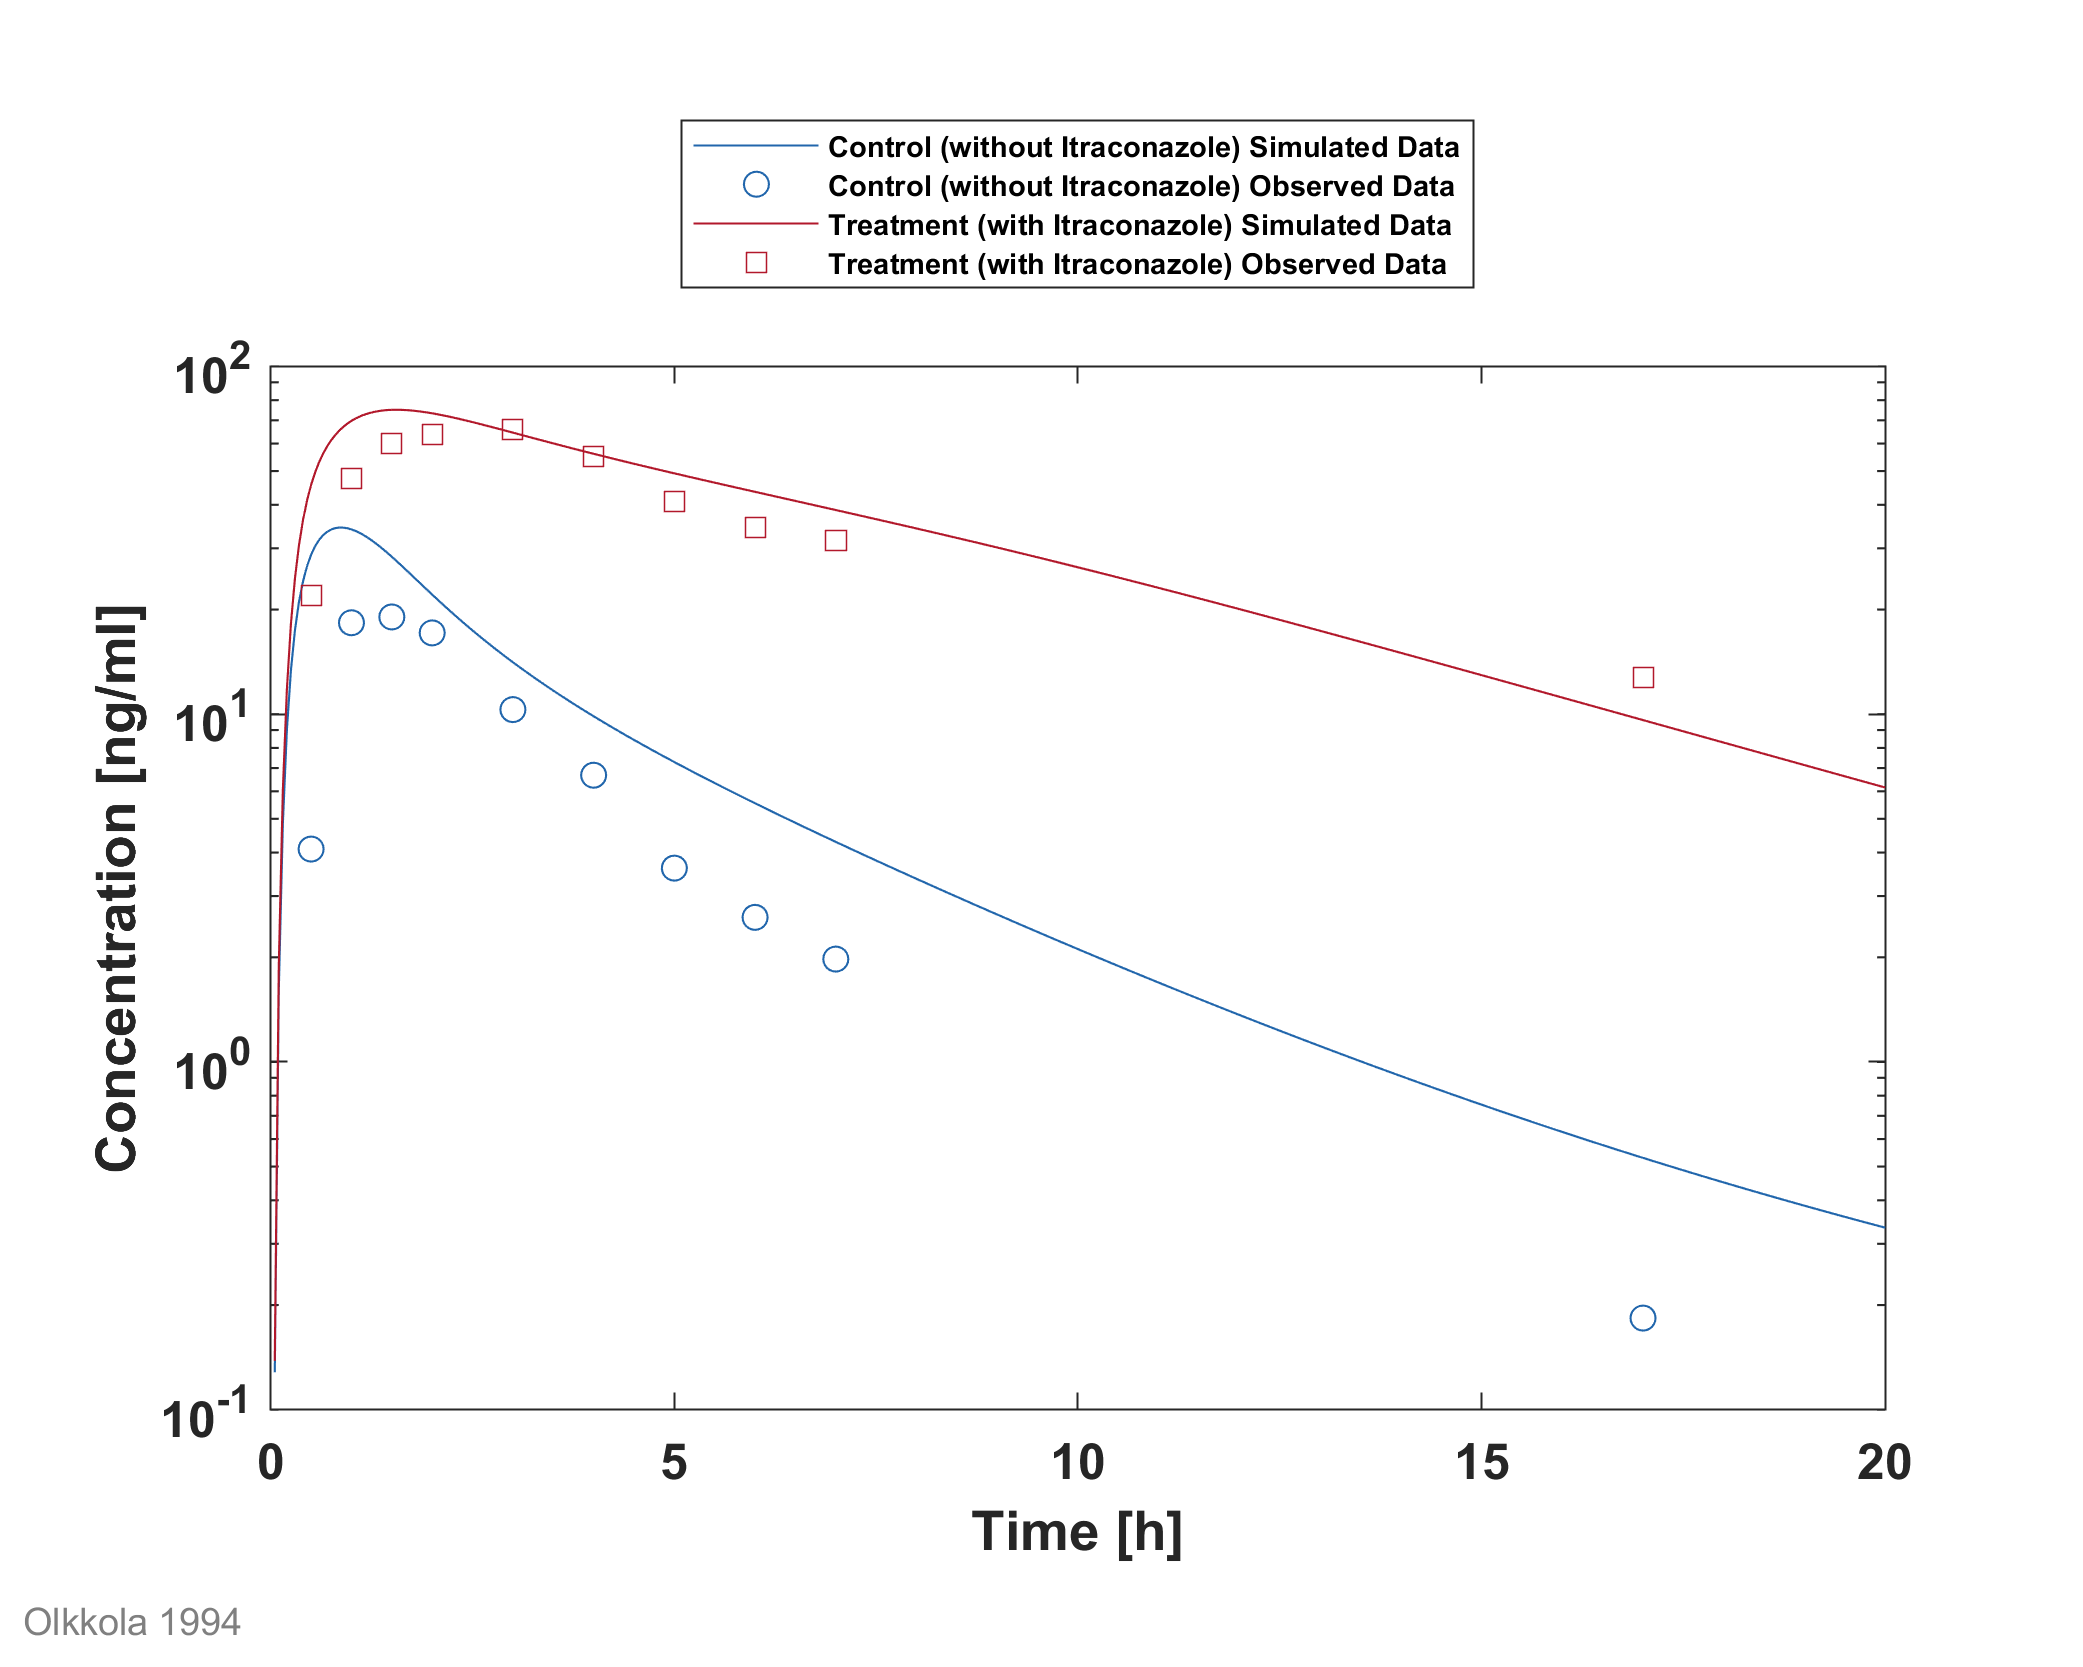 Control (without Itraconazole) Simulated Data
Control (without Itraconazole) Observed Data
Treatment (with Itraconazole) Simulated Data
Treatment (with Itraconazole) Observed Data
10^2
10^1
10^0
10^-1
Concentration [ng/ml]
0 5 10 15 20
Time [h]
Olkkola 1994